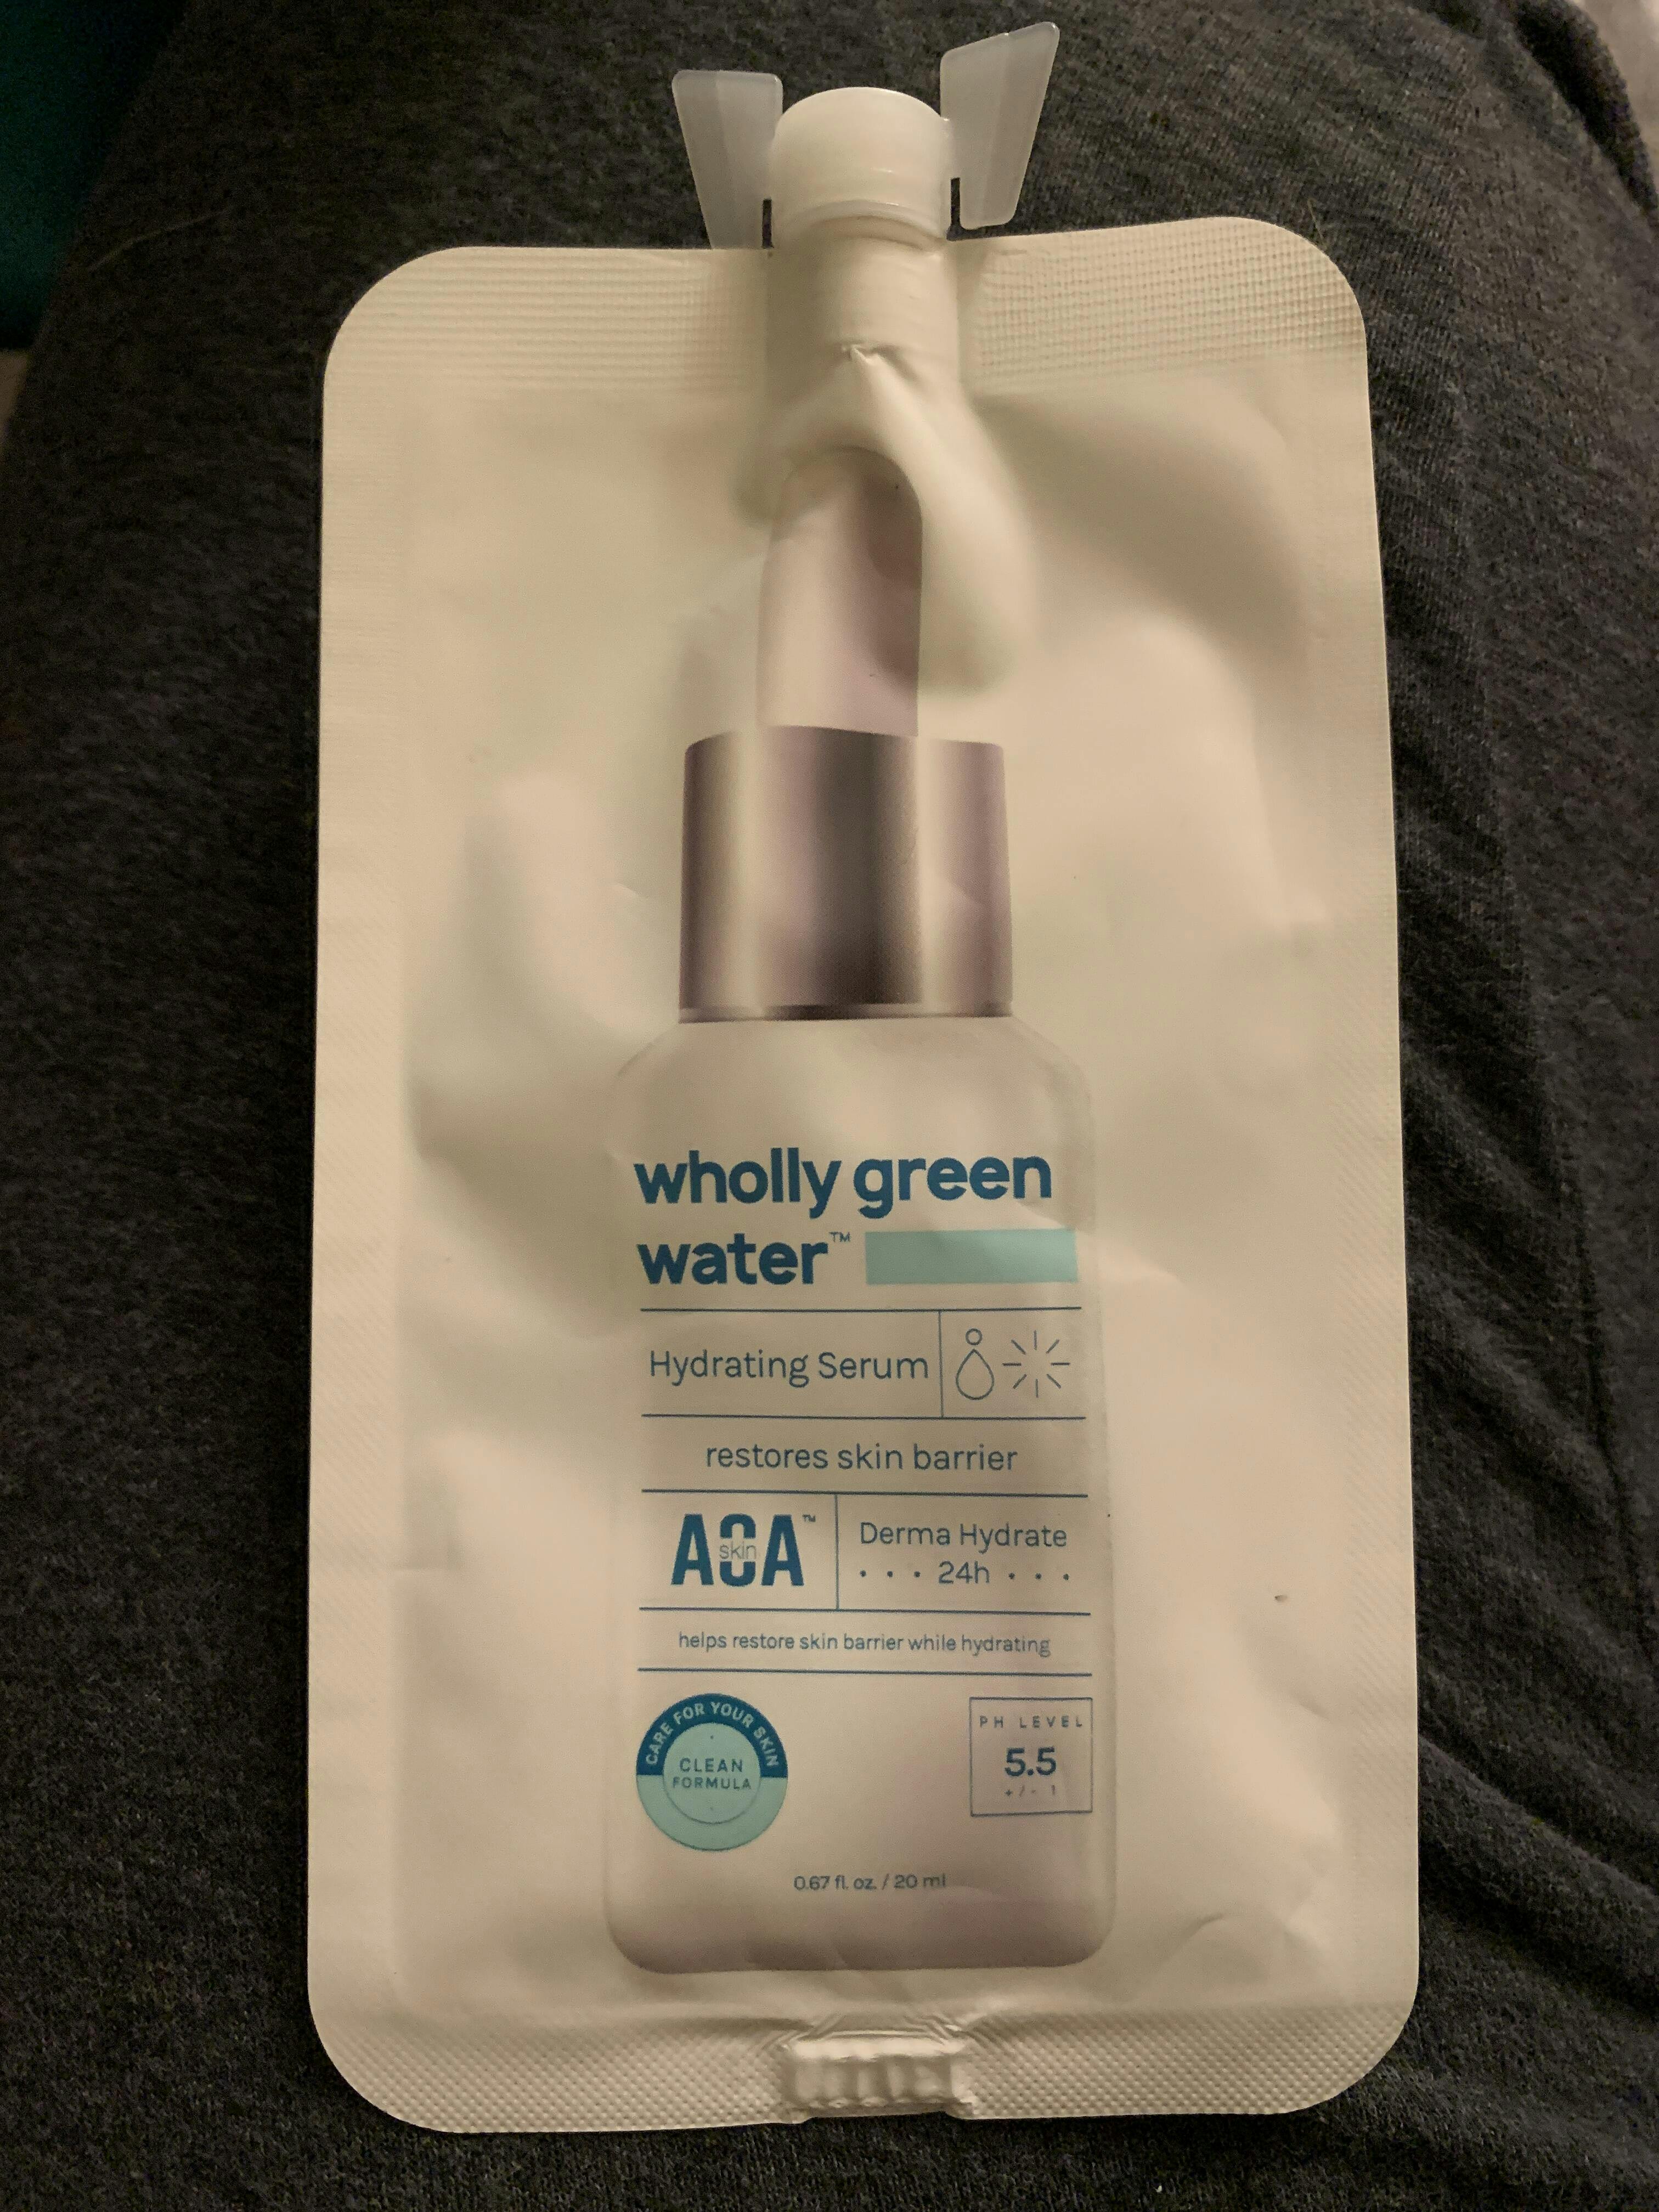 wholly green
water™
Hydrating Serum
restores skin barrier
AOA™
skin
Derma Hydrate
• • • 24h • • •
helps restore skin barrier while hydrating
CARE FOR YOUR SKIN
CLEAN
FORMULA
PH LEVEL
5.5
+/- 1
0.67 fl. oz. / 20 ml